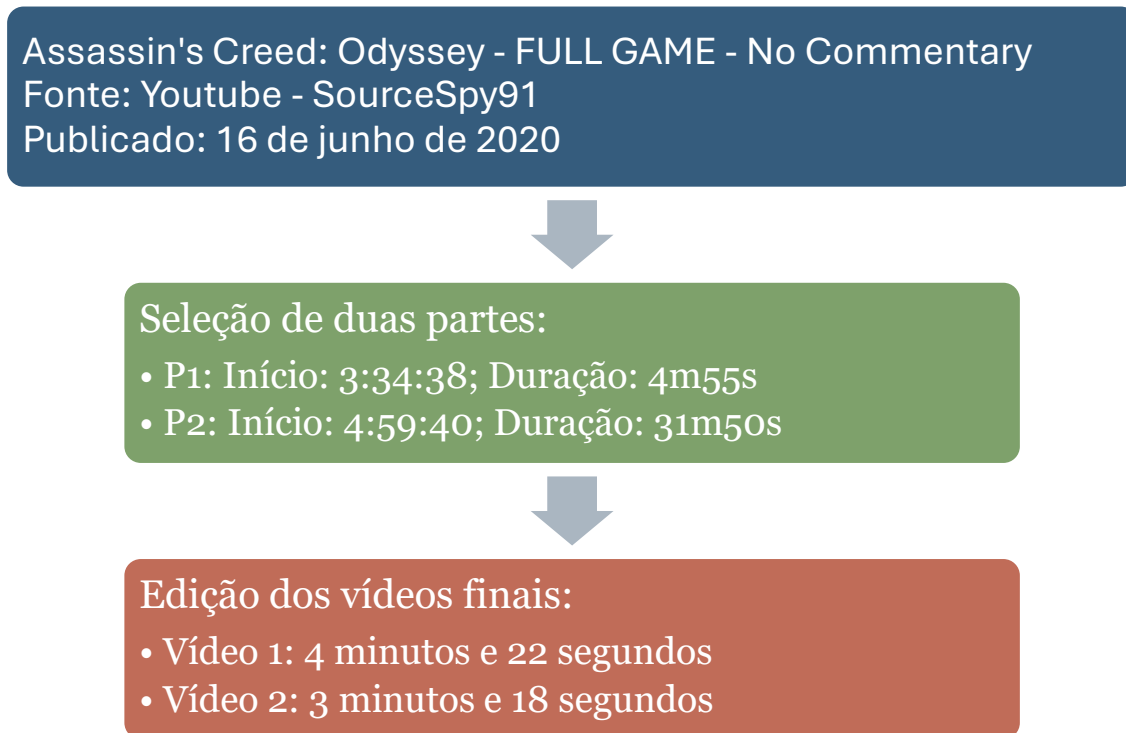 Assassin's Creed: Odyssey - FULL GAME - No Commentary
Fonte: Youtube - SourceSpy91
Publicado: 16 de junho de 2020
Seleção de duas partes:
• P1: Início: 3:34:38; Duração: 4m55s
• P2: Início: 4:59:40; Duração: 31m50s
Edição dos vídeos finais:
• Vídeo 1: 4 minutos e 22 segundos
• Vídeo 2: 3 minutos e 18 segundos